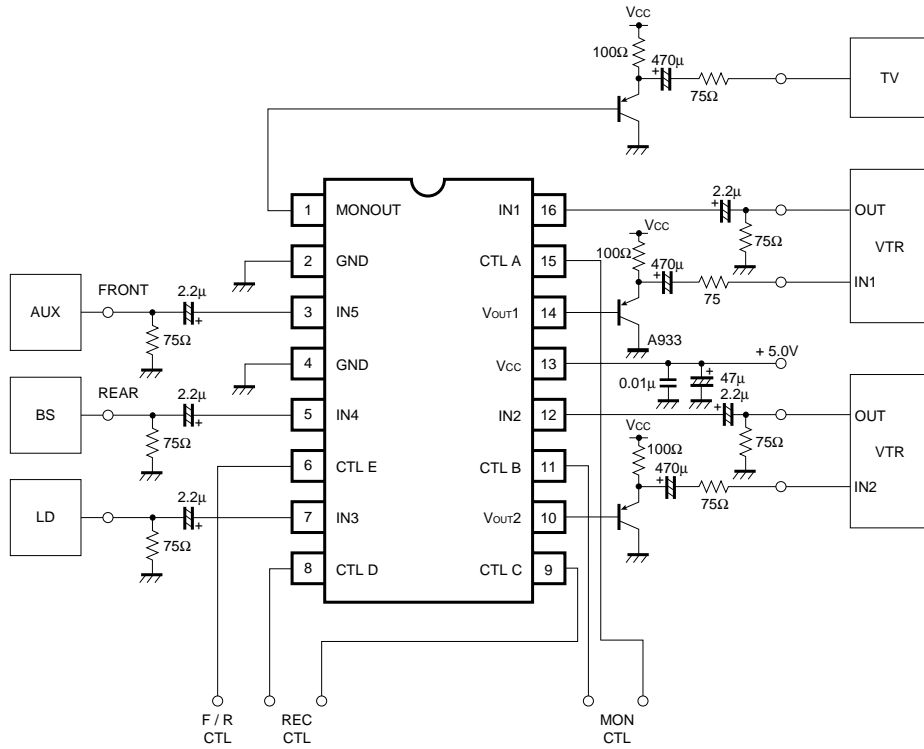 Vcc
100Ω
470μ
+
75Ω
TV
1 MONOUT
IN1 16
2.2μ
+
OUT
75Ω
VTR
Vcc
100Ω
470μ
+
75
IN1
2 GND
CTL A 15
AUX
FRONT
2.2μ
+
75Ω
3 IN5
VOUT1 14
A933
4 GND
VCC 13
+ 5.0V
0.01μ
+
47μ
BS
REAR
2.2μ
+
75Ω
5 IN4
IN2 12
2.2μ
+
OUT
75Ω
VTR
Vcc
100Ω
470μ
+
75Ω
IN2
6 CTL E
CTL B 11
LD
2.2μ
+
75Ω
7 IN3
VOUT2 10
8 CTL D
CTL C 9
F / R
CTL
REC
CTL
MON
CTL